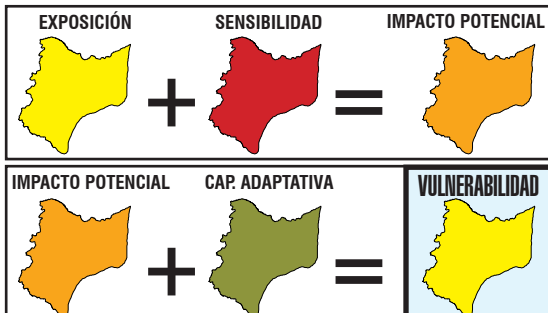 EXPOSICIÓN SENSIBILIDAD IMPACTO POTENCIAL
+ =
IMPACTO POTENCIAL CAP. ADAPTATIVA VULNERABILIDAD
+ =